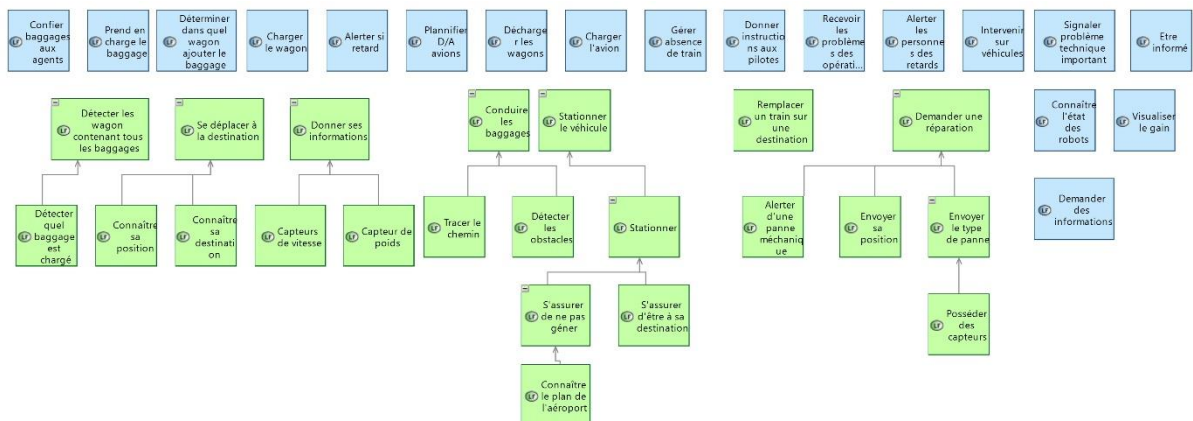 Confier
baggages
aux
agents
Prend en
charge le
baggage
Déterminer
dans quel
wagon
ajouter le
baggage
Charger
le wagon
Alerter si
retard
Plannifier
D/A
avions
Décharge
r les
wagons
Charger
l'avion
Gérer
absence
de train
Donner
instructio
ns aux
pilotes
Recevoir
les
problème
s des
opérati...
Alerter
les
personne
s des
retards
Intervenir
sur
véhicules
Signaler
problème
technique
important
Etre
informé
Détecter les
wagon
contenant tous
les baggages
Se déplacer à
la destination
Donner ses
informations
Conduire
les
baggages
Stationner
le véhicule
Remplacer
un train sur
une
destination
Demander une
réparation
Connaître
l'état des
robots
Visualiser
le gain
Détecter
quel
baggage
est
chargé
Connaître
sa
position
Connaître
sa
destinati
on
Capteurs
de vitesse
Capteur de
poids
Tracer le
chemin
Détecter
les
obstacles
Stationner
Alerter
d'une
panne
méchaniq
ue
Envoyer
sa
position
Envoyer
le type
de panne
Demander
des
informations
S'assurer
de ne pas
géner
S'assurer
d'être à sa
destination
Posséder
des
capteurs
Connaître
le plan de
l'aéroport